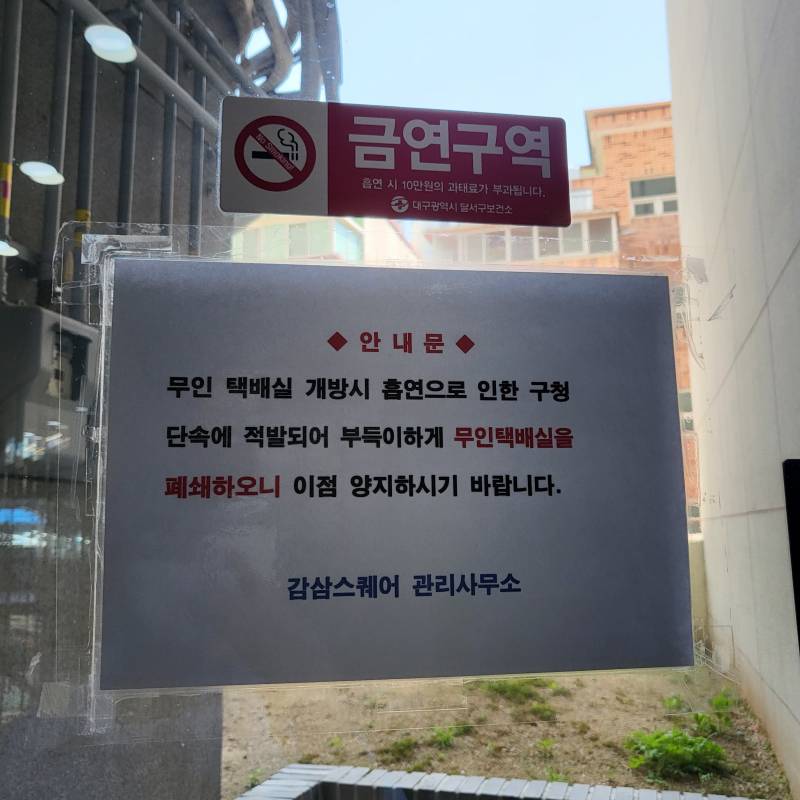 NO SMOKING!
금연구역
흡연 시 10만원의 과태료가 부과됩니다.
대구광역시 달서구보건소
◆ 안 내 문 ◆
무인 택배실 개방시 흡연으로 인한 구청
단속에 적발되어 부득이하게 무인택배실을
폐쇄하오니 이점 양지하시기 바랍니다.
감삼스퀘어 관리사무소